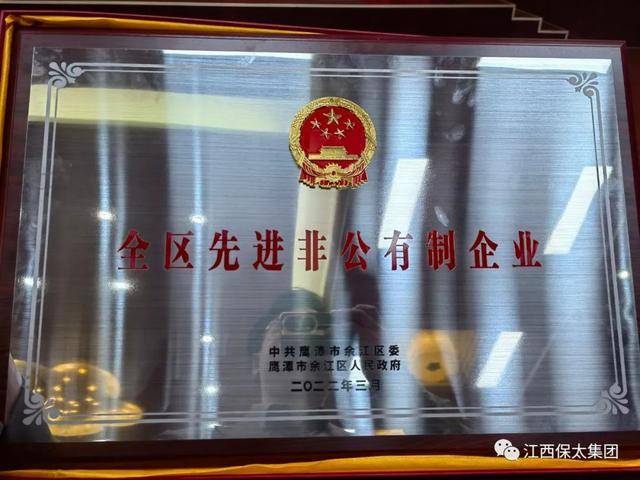 全区先进非公有制企业
中共鹰潭市余江区委
鹰潭市余江区人民政府
二〇二二年三月
江西保太集团